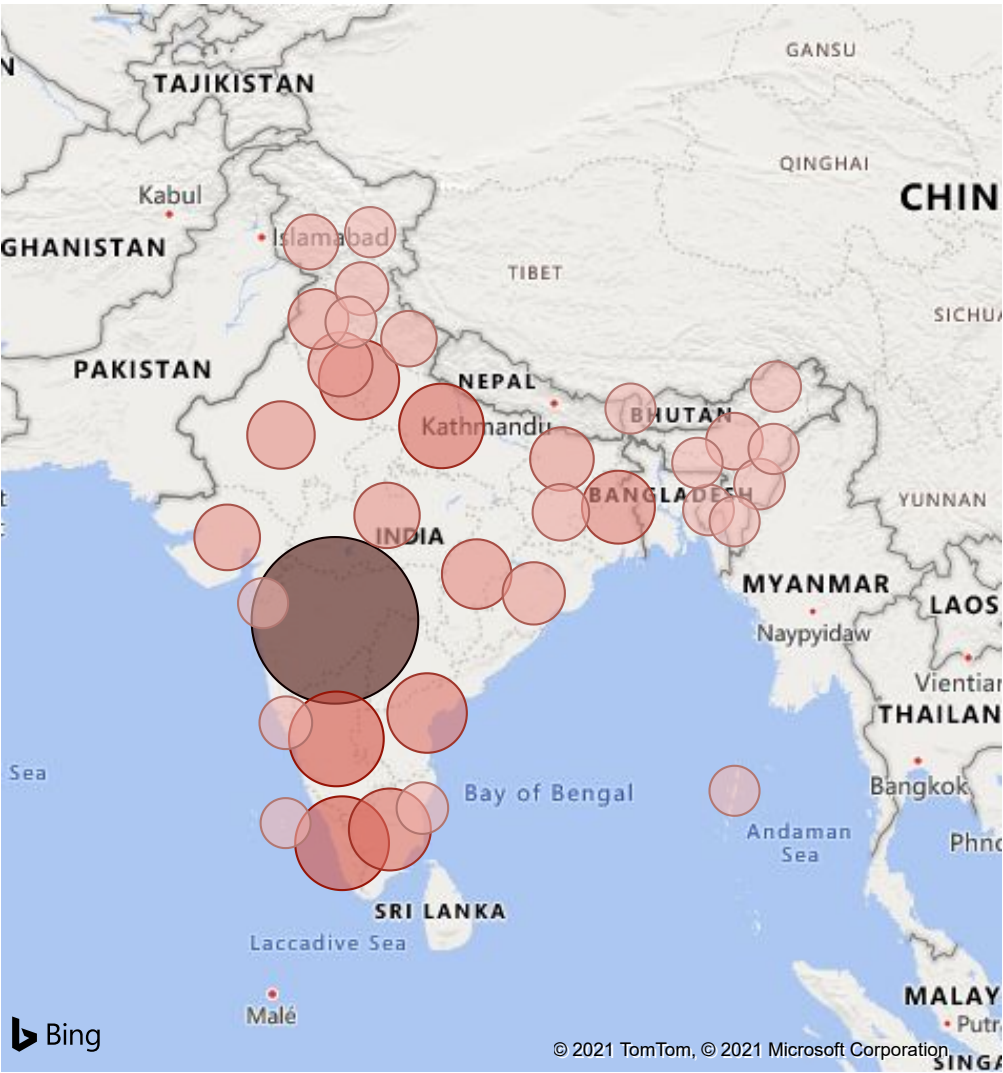 GANSU
N
TAJIKISTAN
QINGHAI
Kabul
CHIN
Islamabad
GHANISTAN
TIBET
SICHUA
PAKISTAN
NEPAL
BHUTAN
Kathmandu
BANGLADESH
YUNNAN
t
INDIA
MYANMAR
LAOS
Naypyidaw
Vientian
THAILAN
Sea
Bangkok
Bay of Bengal
Andaman
Sea
Phno
SRI LANKA
Laccadive Sea
MALAY
Malé
Putr
Bing
© 2021 TomTom, © 2021 Microsoft Corporation
SINGA